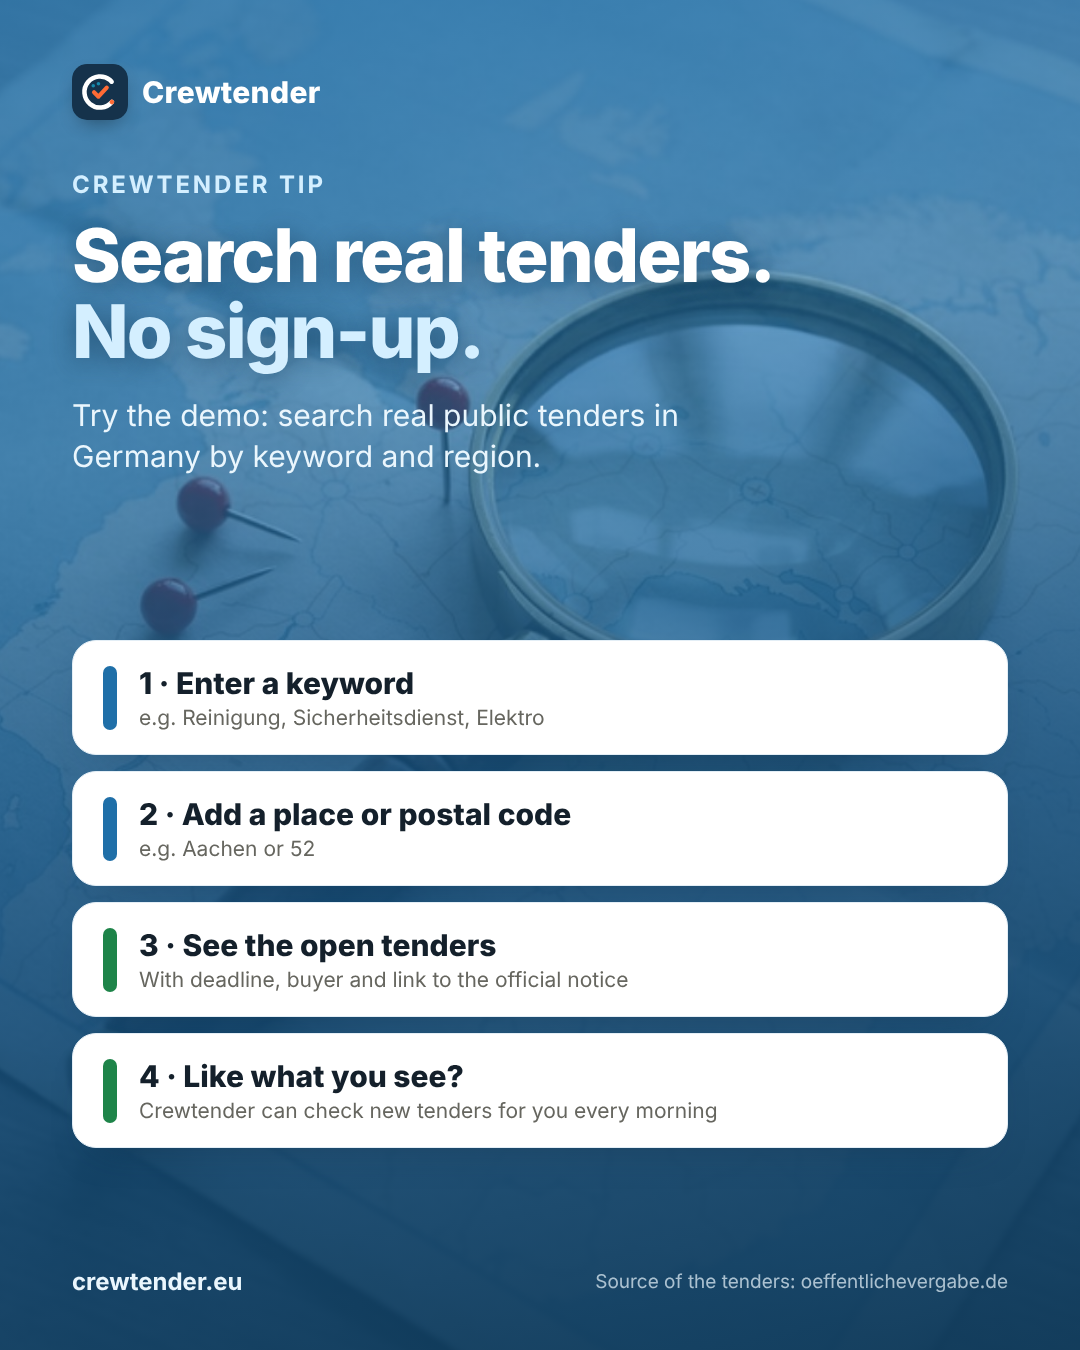 Crewtender
CREWTENDER TIP
Search real tenders.
No sign-up.
Try the demo: search real public tenders in
Germany by keyword and region.
1 · Enter a keyword
e.g. Reinigung, Sicherheitsdienst, Elektro
2 · Add a place or postal code
e.g. Aachen or 52
3 · See the open tenders
With deadline, buyer and link to the official notice
4 · Like what you see?
Crewtender can check new tenders for you every morning
crewtender.eu
Source of the tenders: oeffentlichevergabe.de